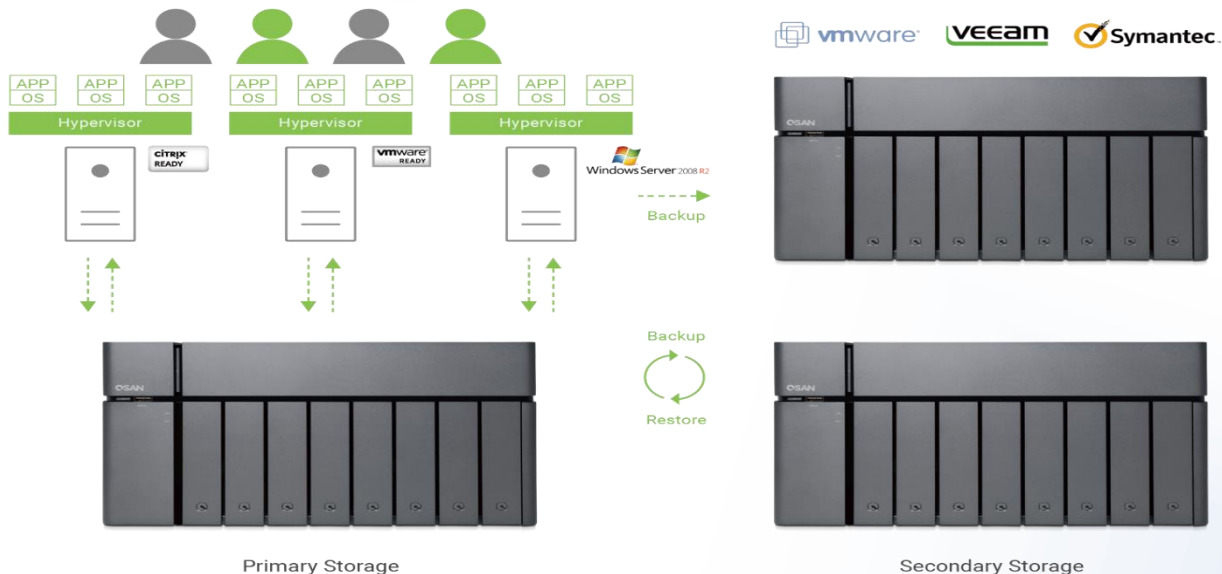 vmware VEEAM Symantec.
APP APP APP APP APP APP APP APP APP
OS OS OS OS OS OS OS OS OS
Hypervisor Hypervisor Hypervisor
QSAN
CITRIX
READY
vmware
READY
Windows Server 2008 R2
Backup
Backup
QSAN
QSAN
Restore
Primary Storage Secondary Storage